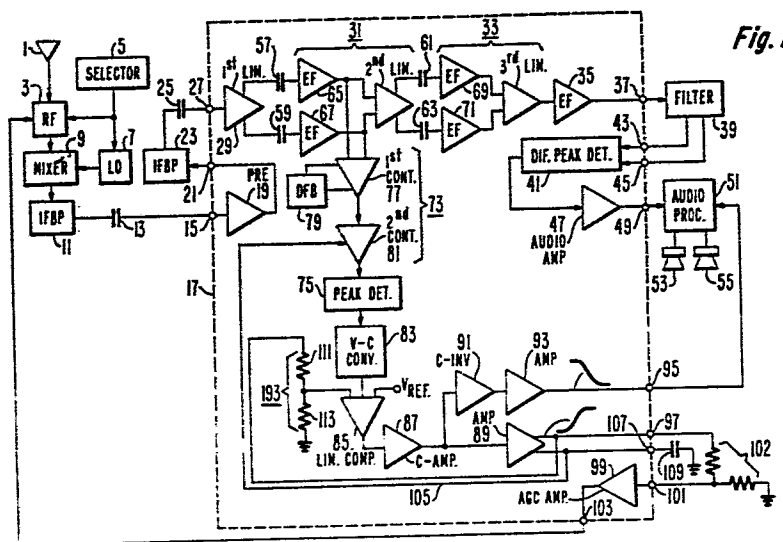 Fig.
1
5
SELECTOR
3
RF
9
MIXER
7
LO
11
IFBP
13
15
17
25
27
23
IFBP
21
PRE
19
1st LIM.
29
57
59
EF
65
EF
67
31
2nd LIM.
61
63
33
EF
69
EF
71
3rd LIM.
EF
35
37
FILTER
39
43
45
DIF. PEAK DET.
41
47
AUDIO AMP
49
AUDIO PROC.
51
53
55
DFB
79
1st CONT.
77
73
2nd CONT.
81
75
PEAK DET.
V-C CONV.
83
111
193
113
VREF.
85
LIM. COMP.
87
C-AMP.
91
C-INV
93
AMP
95
AMP
89
97
107
109
102
99
AGC AMP.
101
103
105